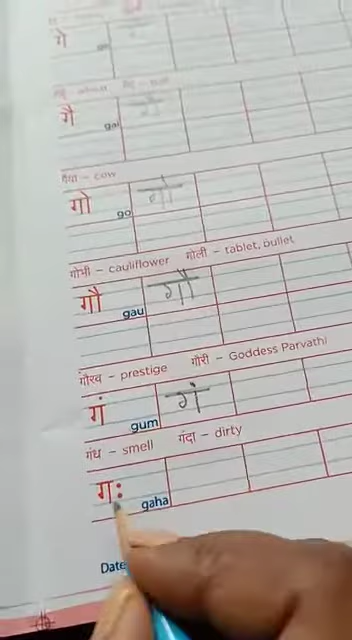 गे
गै gai गै
गैया – cow
गो go गो
गोभी – cauliflower गोली – tablet, bullet
गौ gau गौ
गौरव – prestige गौरी – Goddess Parvathi
गं gum गं
गंध – smell गंदा – dirty
गः gaha
Date